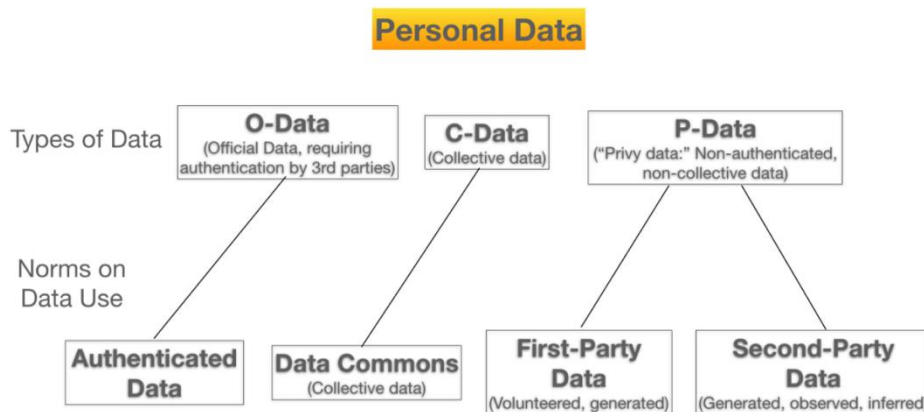 Personal Data
Types of Data
O-Data
(Official Data, requiring
authentication by 3rd parties)
C-Data
(Collective data)
P-Data
(“Privy data:” Non-authenticated,
non-collective data)
Norms on
Data Use
Authenticated
Data
Data Commons
(Collective data)
First-Party
Data
(Volunteered, generated)
Second-Party
Data
(Generated, observed, inferred)